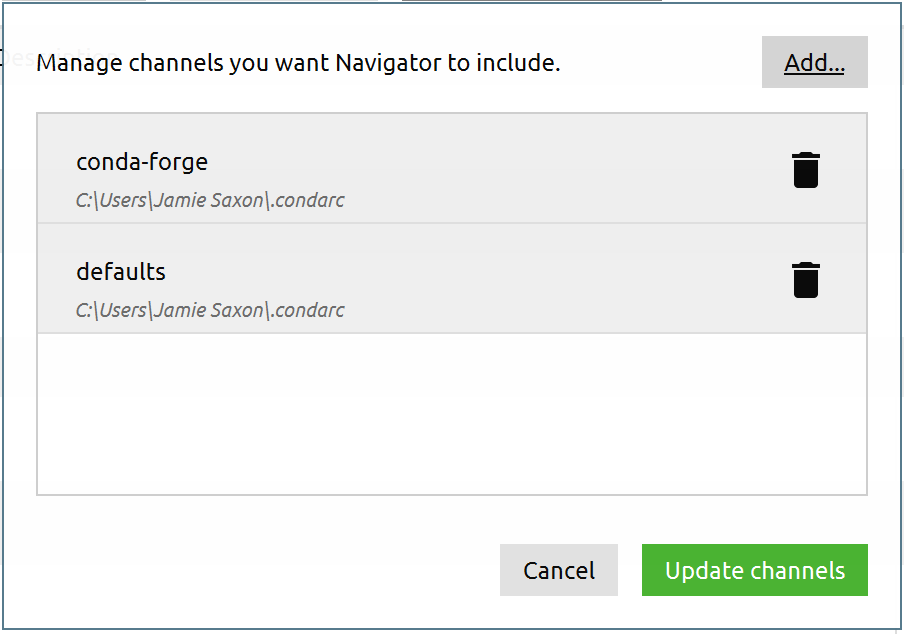 Manage channels you want Navigator to include.
Add...
conda-forge
C:\Users\Jamie Saxon\.condarc
defaults
C:\Users\Jamie Saxon\.condarc
Cancel
Update channels